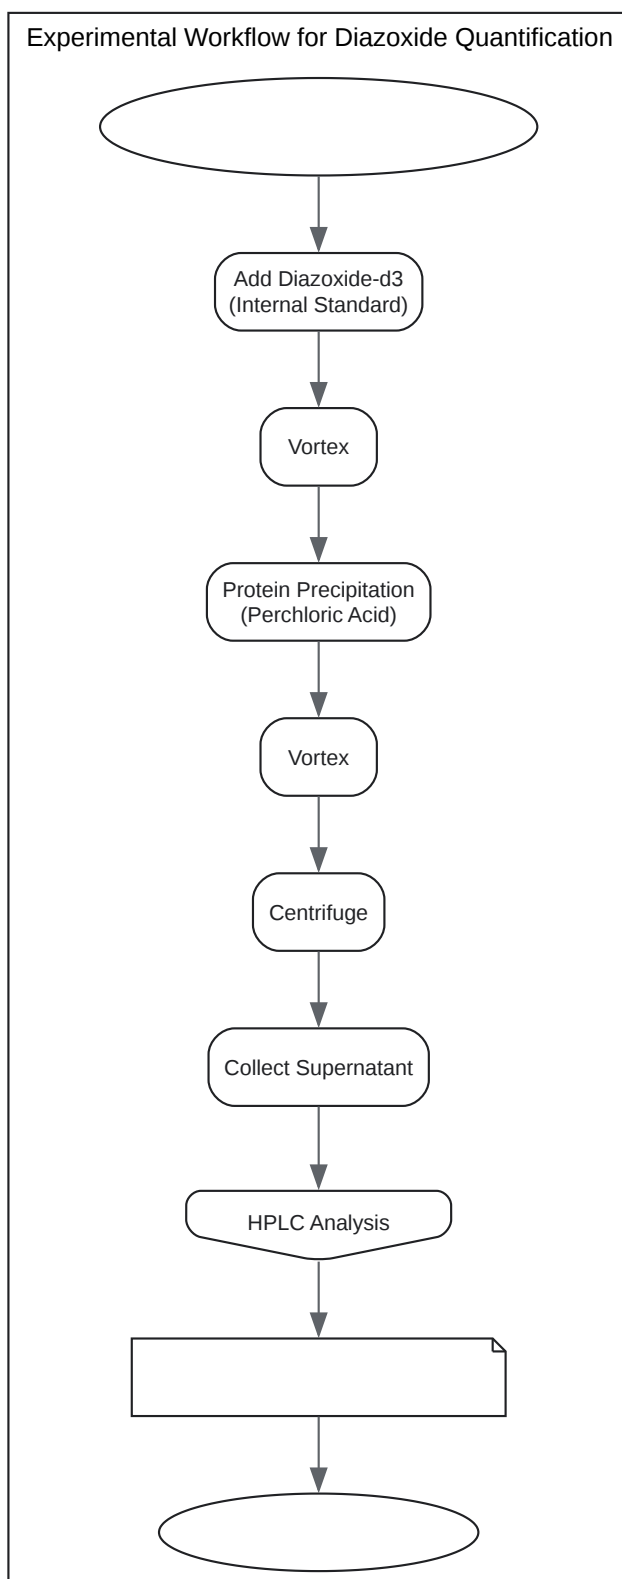 Experimental Workflow for Diazoxide Quantification
Add Diazoxide-d3
(Internal Standard)
Vortex
Protein Precipitation
(Perchloric Acid)
Vortex
Centrifuge
Collect Supernatant
HPLC Analysis